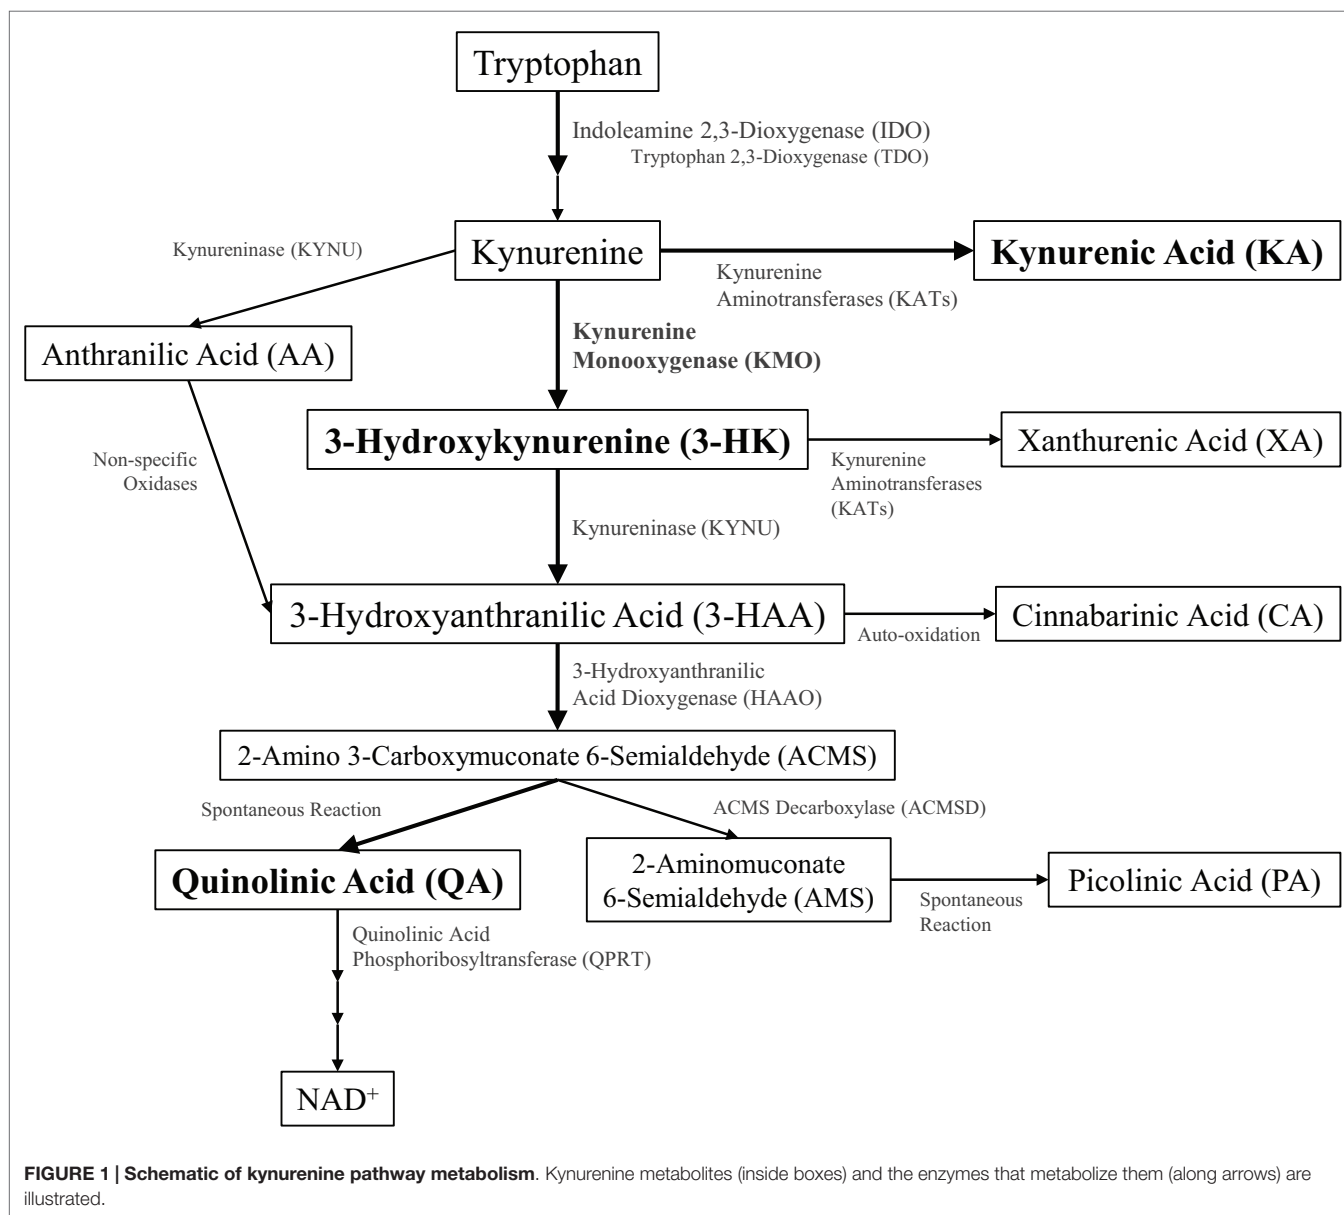 Tryptophan
Indoleamine 2,3-Dioxygenase (IDO)
Tryptophan 2,3-Dioxygenase (TDO)
Kynureninase (KYNU)
Kynurenine
Kynurenic Acid (KA)
Kynurenine
Aminotransferases (KATs)
Anthranilic Acid (AA)
Kynurenine
Monooxygenase (KMO)
3-Hydroxykynurenine (3-HK)
Xanthurenic Acid (XA)
Non-specific
Oxidases
Kynurenine
Aminotransferases
(KATs)
Kynureninase (KYNU)
3-Hydroxyanthranilic Acid (3-HAA)
Cinnabarinic Acid (CA)
Auto-oxidation
3-Hydroxyanthranilic
Acid Dioxygenase (HAAO)
2-Amino 3-Carboxymuconate 6-Semialdehyde (ACMS)
Spontaneous Reaction
ACMS Decarboxylase (ACMSD)
Quinolinic Acid (QA)
2-Aminomuconate
6-Semialdehyde (AMS)
Picolinic Acid (PA)
Spontaneous
Reaction
Quinolinic Acid
Phosphoribosyltransferase (QPRT)
NAD⁺
FIGURE 1 | Schematic of kynurenine pathway metabolism. Kynurenine metabolites (inside boxes) and the enzymes that metabolize them (along arrows) are
illustrated.